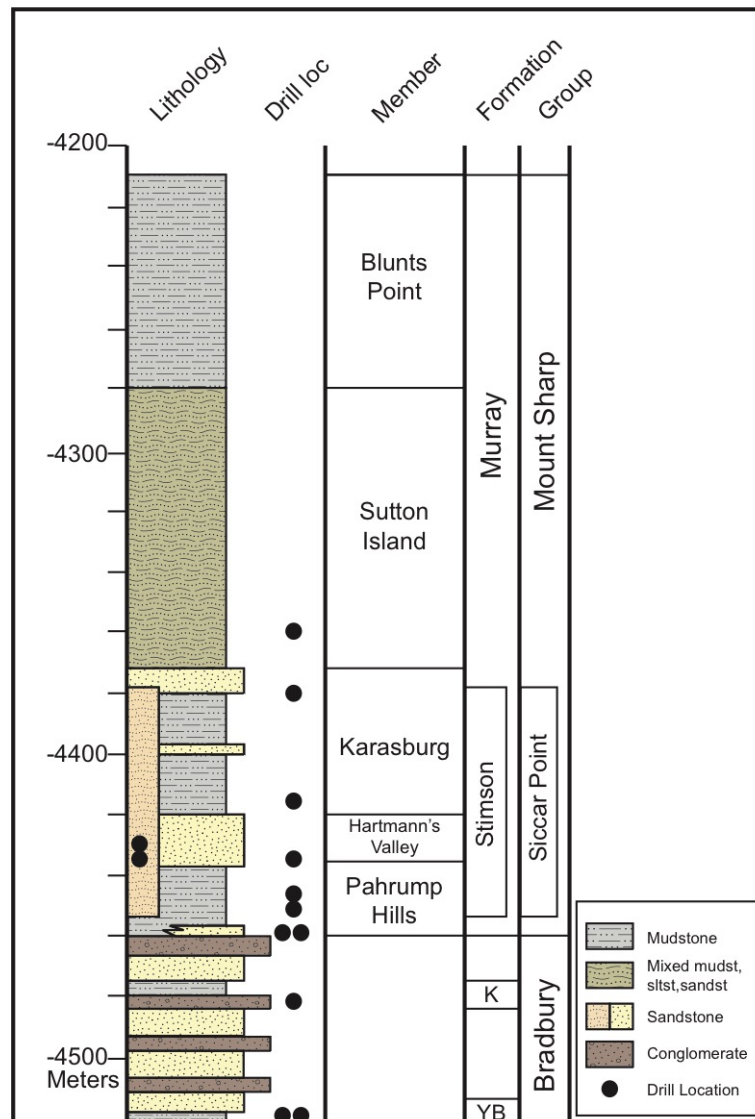 Lithology
Drill loc
Member
Formation
Group
-4200
Blunts
Point
-4300
Sutton
Island
Murray
Mount Sharp
-4400
Karasburg
Hartmann's
Valley
Pahrump
Hills
Stimson
Siccar Point
K
Bradbury
-4500
Meters
YB
Mudstone
Mixed mudst,
sltst,sandst
Sandstone
Conglomerate
Drill Location